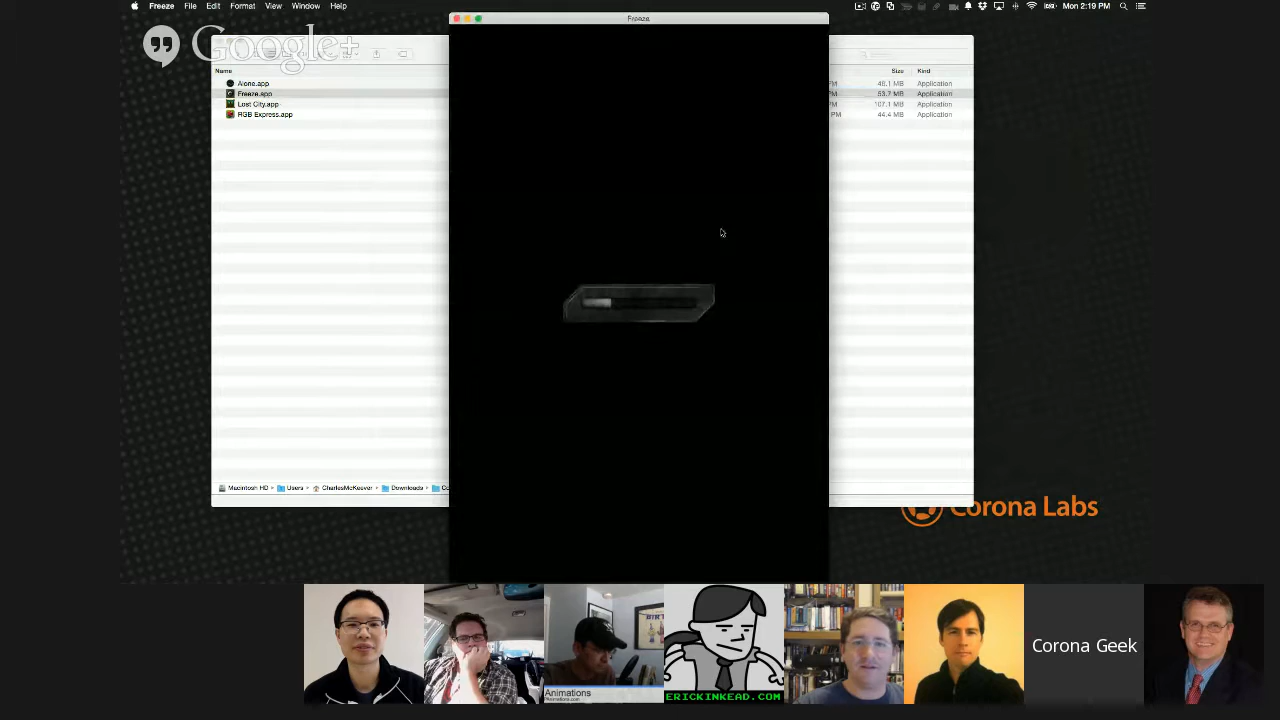 Freeze File Edit Format View Window Help
Mon 2:19 PM
Freeze
Google+
Name
Size Kind
Alone.app
48.1 MB Application
Freeze.app
53.7 MB Application
Lost City.app
107.1 MB Application
RGB Express.app
PM 44.4 MB Application
Macintosh HD Users CharlesMcKeever Downloads
Corona Labs
Animations
ERICKINKEAD.COM
Corona Geek